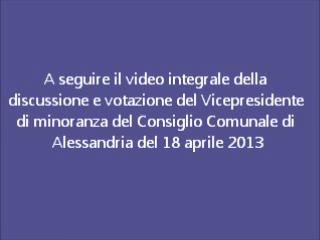 A seguire il video integrale della
discussione e votazione del Vicepresidente
di minoranza del Consiglio Comunale di
Alessandria del 18 aprile 2013